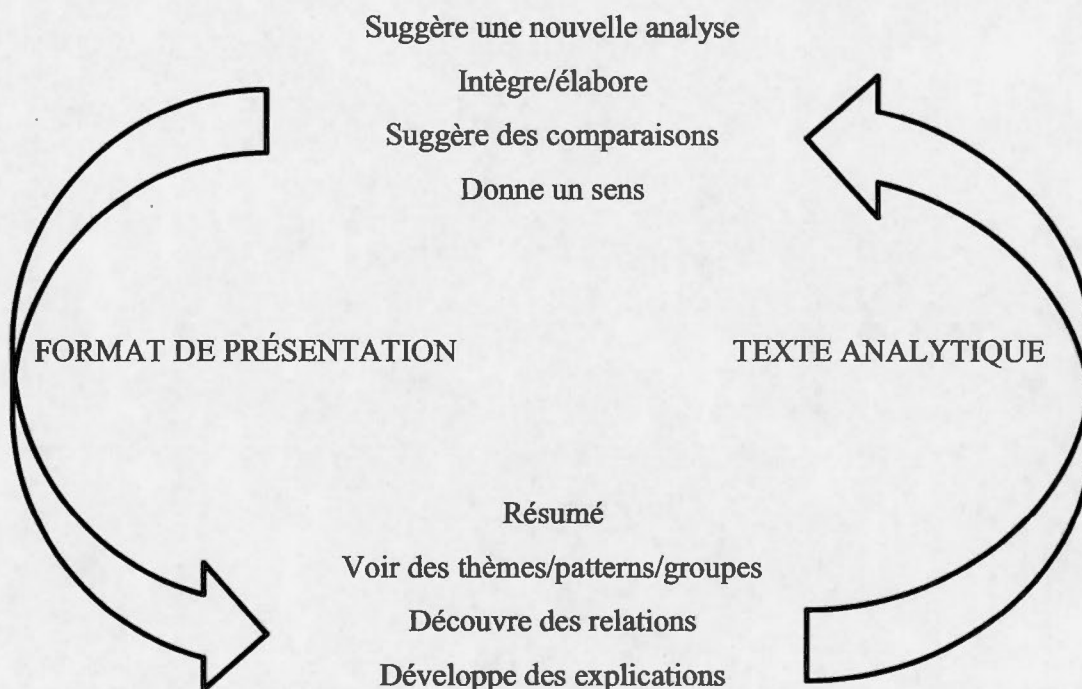 Suggère une nouvelle analyse
Intègre/élabore
Suggère des comparaisons
Donne un sens
FORMAT DE PRÉSENTATION
TEXTE ANALYTIQUE
Résumé
Voir des thèmes/patterns/groupes
Découvre des relations
Développe des explications